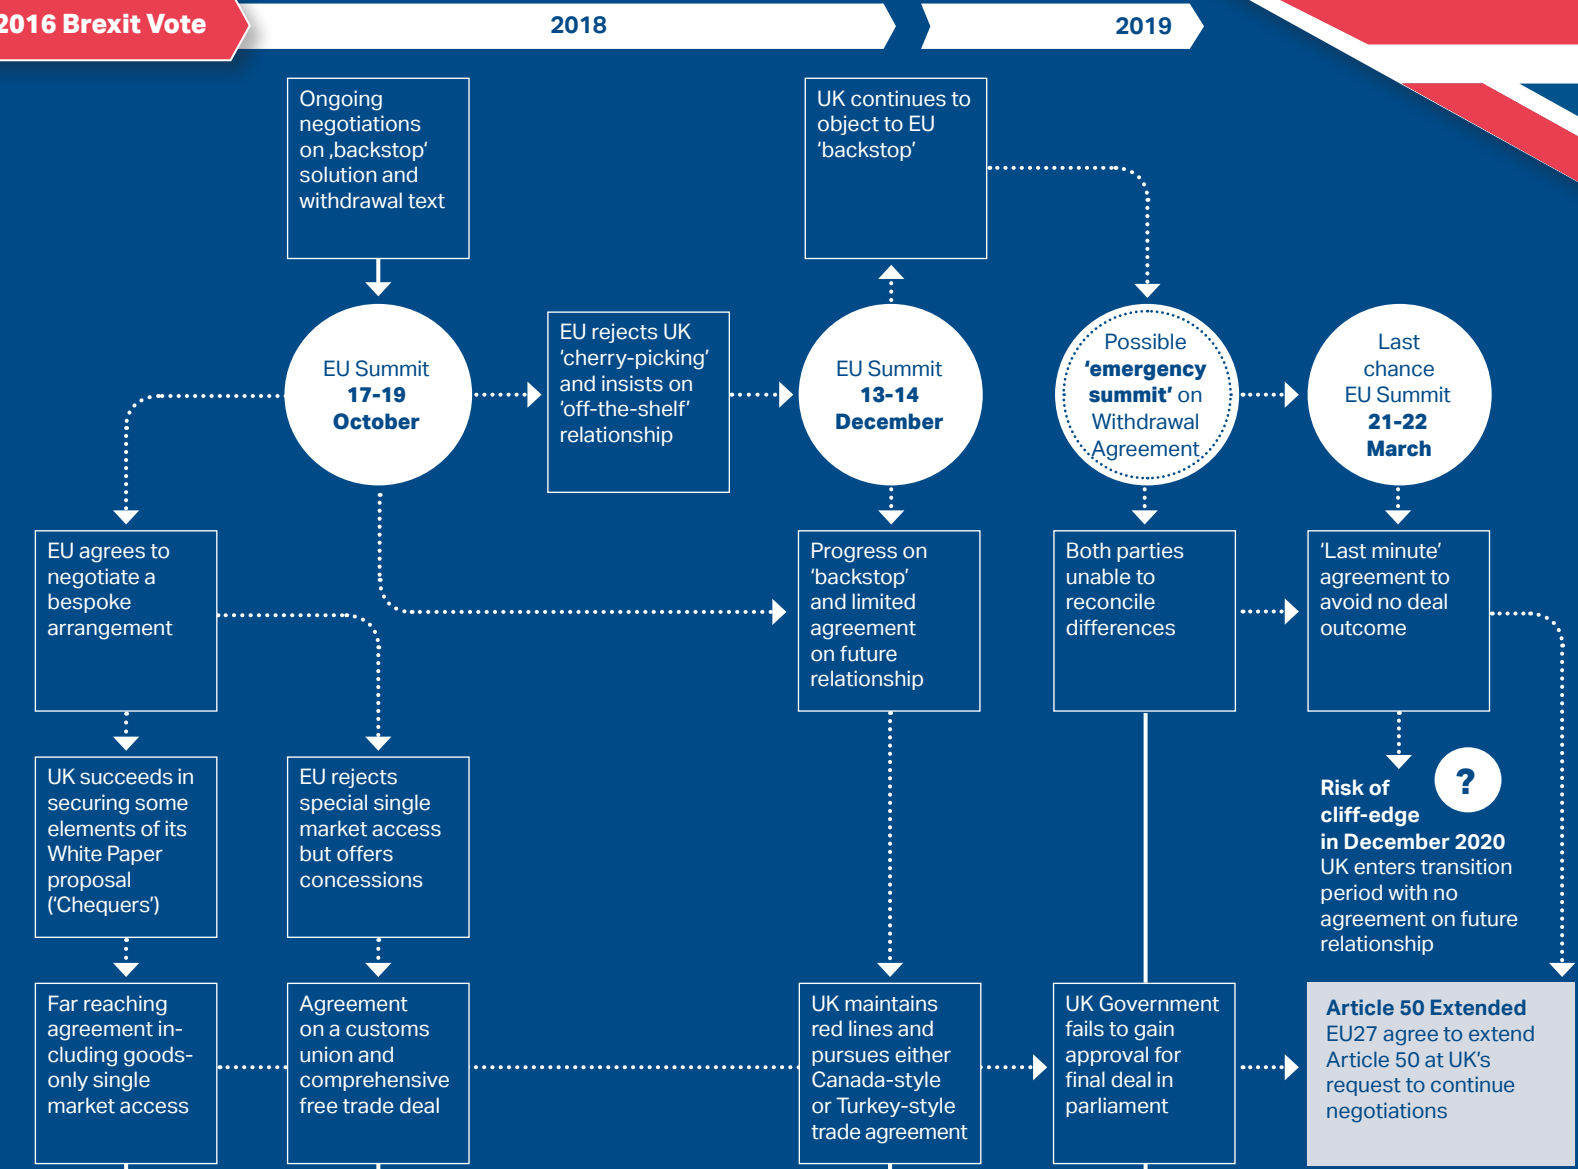 2016 Brexit Vote
2018
2019
Ongoing
negotiations
on ‚backstop‘
solution and
withdrawal text
UK continues to
object to EU
‘backstop’
EU Summit
17-19
October
EU rejects UK
‘cherry-picking’
and insists on
‘off-the-shelf’
relationship
EU Summit
13-14
December
Possible
‘emergency
summit’ on
Withdrawal
Agreement
Last
chance
EU Summit
21-22
March
EU agrees to
negotiate a
bespoke
arrangement
Progress on
‘backstop’
and limited
agreement
on future
relationship
Both parties
unable to
reconcile
differences
‘Last minute’
agreement to
avoid no deal
outcome
UK succeeds in
securing some
elements of its
White Paper
proposal
(‘Chequers’)
EU rejects
special single
market access
but offers
concessions
?
Risk of
cliff-edge
in December 2020
UK enters transition
period with no
agreement on future
relationship
Far reaching
agreement in-
cluding goods-
only single
market access
Agreement
on a customs
union and
comprehensive
free trade deal
UK maintains
red lines and
pursues either
Canada-style
or Turkey-style
trade agreement
UK Government
fails to gain
approval for
final deal in
parliament
Article 50 Extended
EU27 agree to extend
Article 50 at UK’s
request to continue
negotiations